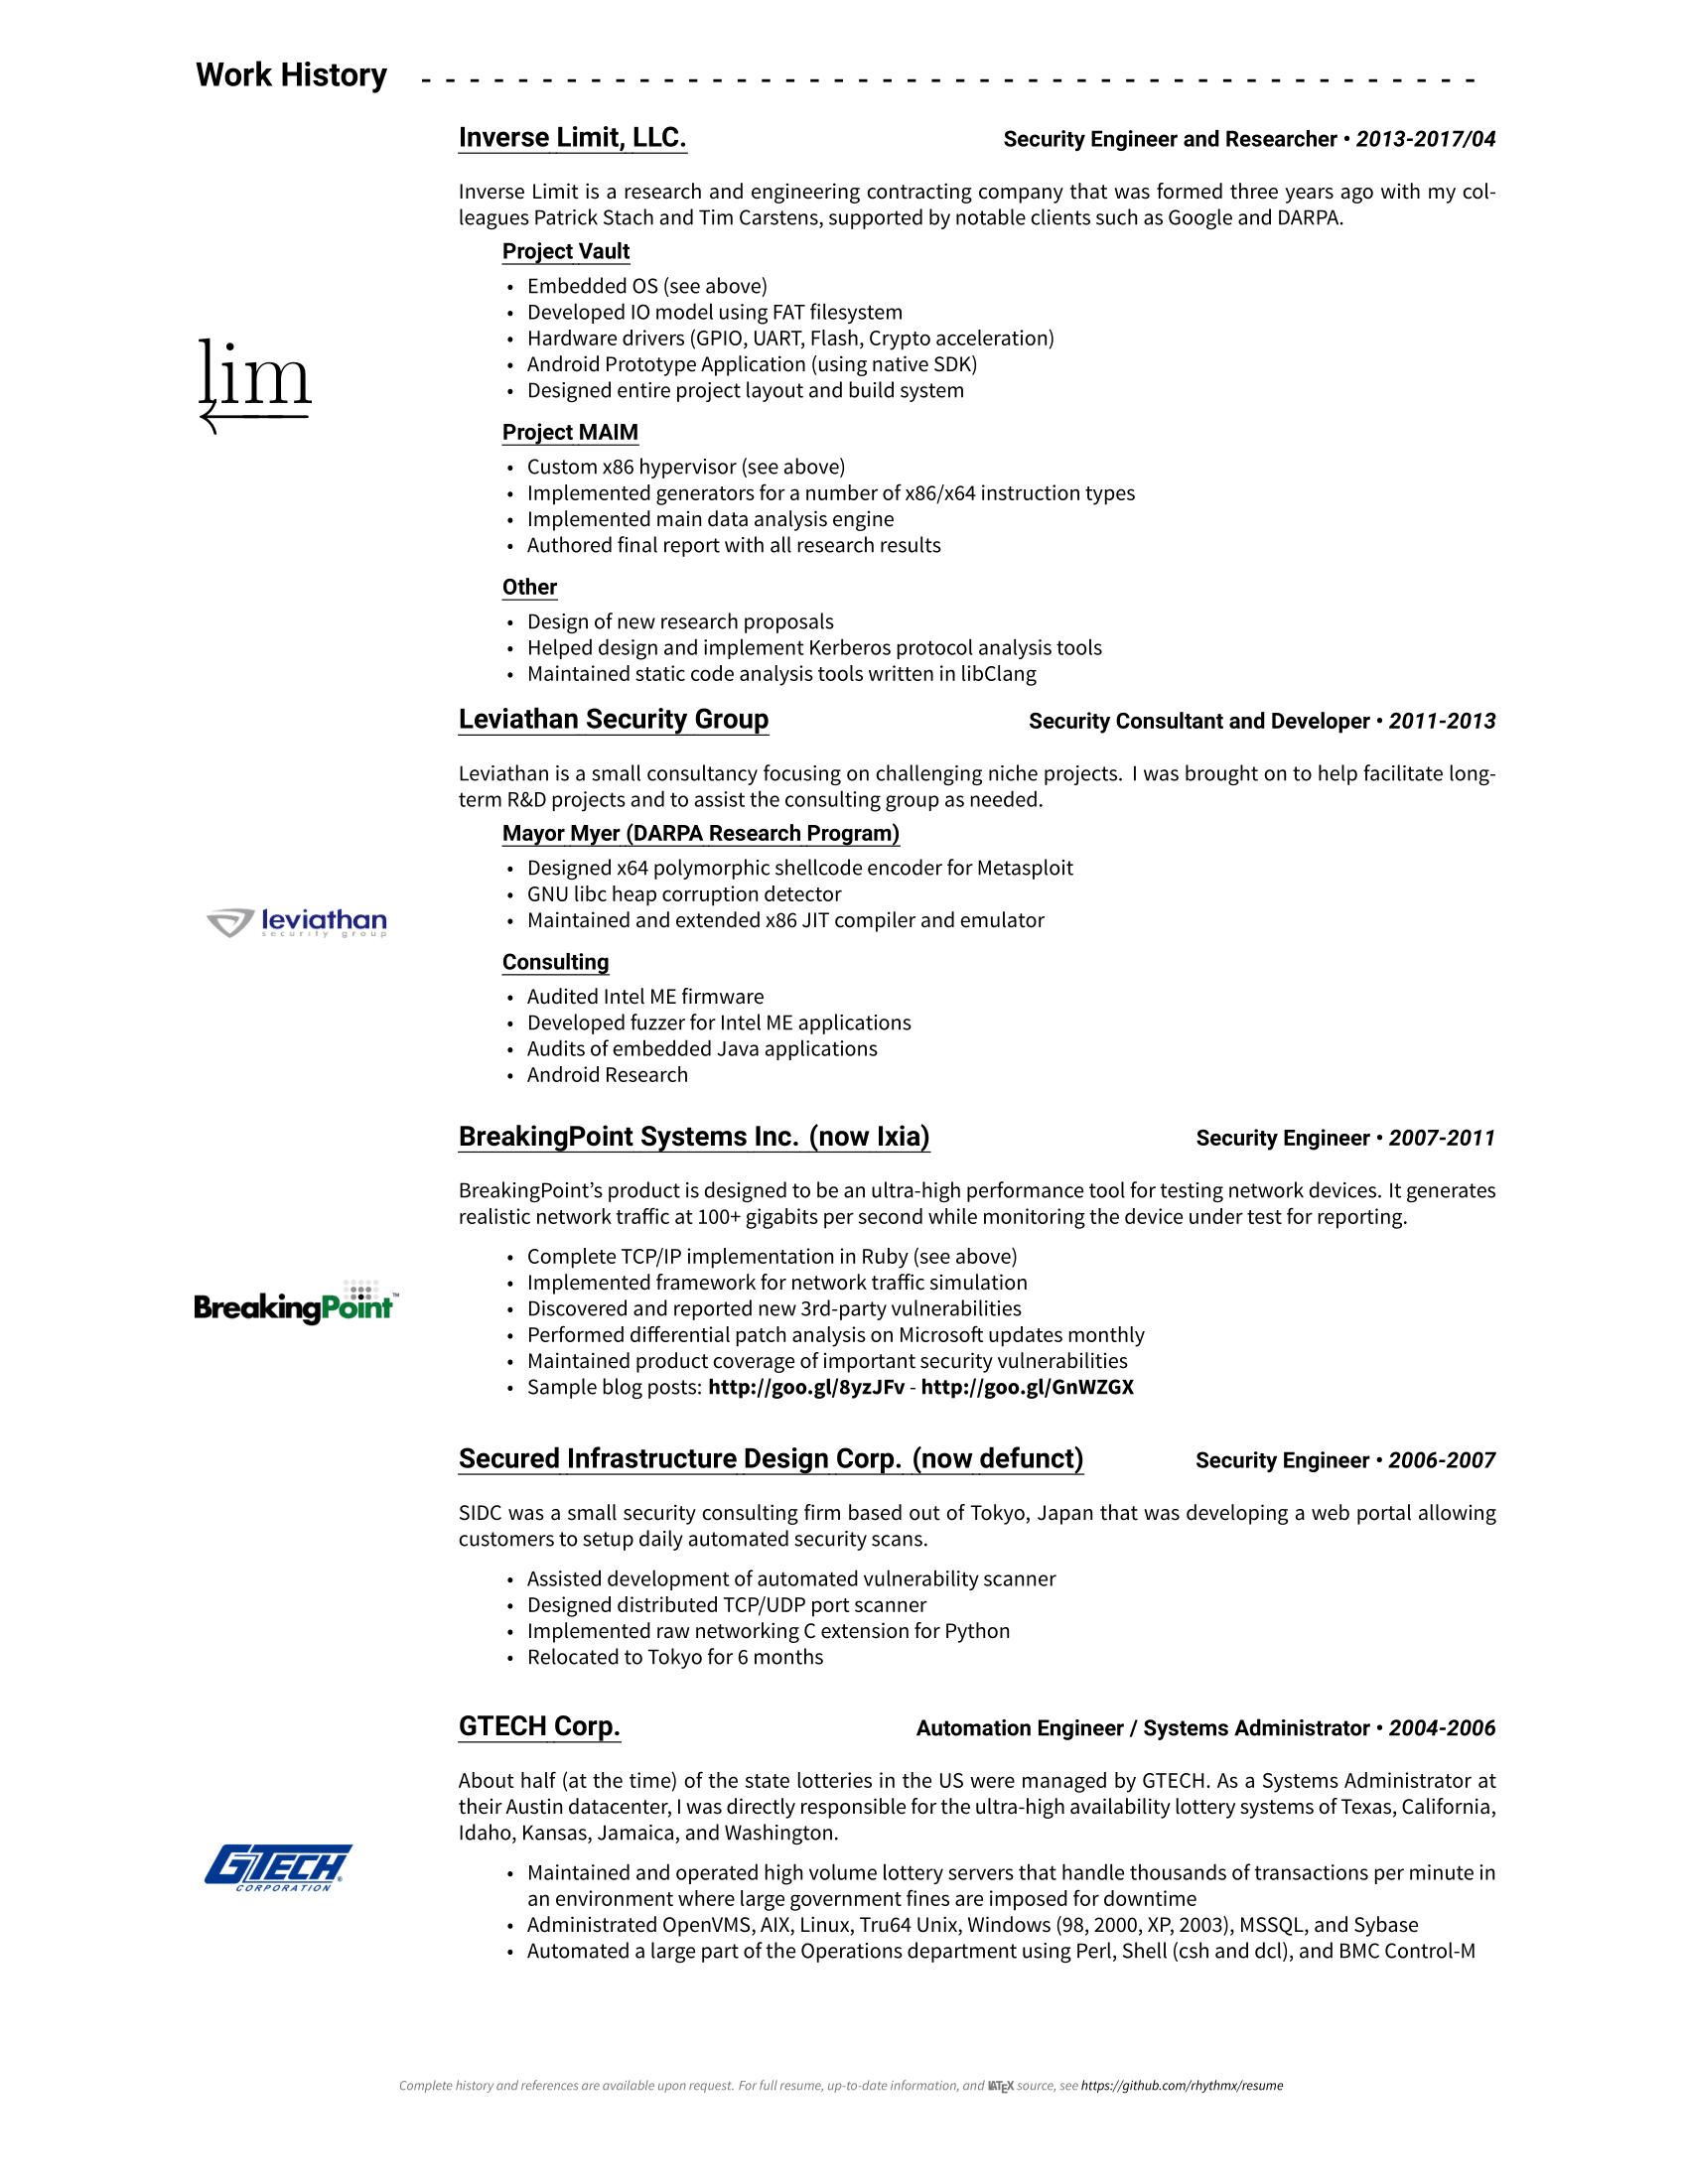 Work History
Inverse Limit, LLC. Security Engineer and Researcher • 2013-2017/04
Inverse Limit is a research and engineering contracting company that was formed three years ago with my col-
leagues Patrick Stach and Tim Carstens, supported by notable clients such as Google and DARPA.
lim
Project Vault
• Embedded OS (see above)
• Developed IO model using FAT filesystem
• Hardware drivers (GPIO, UART, Flash, Crypto acceleration)
• Android Prototype Application (using native SDK)
• Designed entire project layout and build system
Project MAIM
• Custom x86 hypervisor (see above)
• Implemented generators for a number of x86/x64 instruction types
• Implemented main data analysis engine
• Authored final report with all research results
Other
• Design of new research proposals
• Helped design and implement Kerberos protocol analysis tools
• Maintained static code analysis tools written in libClang
Leviathan Security Group Security Consultant and Developer • 2011-2013
Leviathan is a small consultancy focusing on challenging niche projects. I was brought on to help facilitate long-
term R&D projects and to assist the consulting group as needed.
leviathan
security group
Mayor Myer (DARPA Research Program)
• Designed x64 polymorphic shellcode encoder for Metasploit
• GNU libc heap corruption detector
• Maintained and extended x86 JIT compiler and emulator
Consulting
• Audited Intel ME firmware
• Developed fuzzer for Intel ME applications
• Audits of embedded Java applications
• Android Research
BreakingPoint Systems Inc. (now Ixia) Security Engineer • 2007-2011
BreakingPoint's product is designed to be an ultra-high performance tool for testing network devices. It generates
realistic network traffic at 100+ gigabits per second while monitoring the device under test for reporting.
BreakingPoint™
• Complete TCP/IP implementation in Ruby (see above)
• Implemented framework for network traffic simulation
• Discovered and reported new 3rd-party vulnerabilities
• Performed differential patch analysis on Microsoft updates monthly
• Maintained product coverage of important security vulnerabilities
• Sample blog posts: http://goo.gl/8yzJFv - http://goo.gl/GnWZGX
Secured Infrastructure Design Corp. (now defunct) Security Engineer • 2006-2007
SIDC was a small security consulting firm based out of Tokyo, Japan that was developing a web portal allowing
customers to setup daily automated security scans.
• Assisted development of automated vulnerability scanner
• Designed distributed TCP/UDP port scanner
• Implemented raw networking C extension for Python
• Relocated to Tokyo for 6 months
GTECH Corp. Automation Engineer / Systems Administrator • 2004-2006
About half (at the time) of the state lotteries in the US were managed by GTECH. As a Systems Administrator at
their Austin datacenter, I was directly responsible for the ultra-high availability lottery systems of Texas, California,
Idaho, Kansas, Jamaica, and Washington.
GTECH
CORPORATION®
• Maintained and operated high volume lottery servers that handle thousands of transactions per minute in
an environment where large government fines are imposed for downtime
• Administrated OpenVMS, AIX, Linux, Tru64 Unix, Windows (98, 2000, XP, 2003), MSSQL, and Sybase
• Automated a large part of the Operations department using Perl, Shell (csh and dcl), and BMC Control-M
Complete history and references are available upon request. For full resume, up-to-date information, and LATEX source, see https://github.com/rhythmx/resume